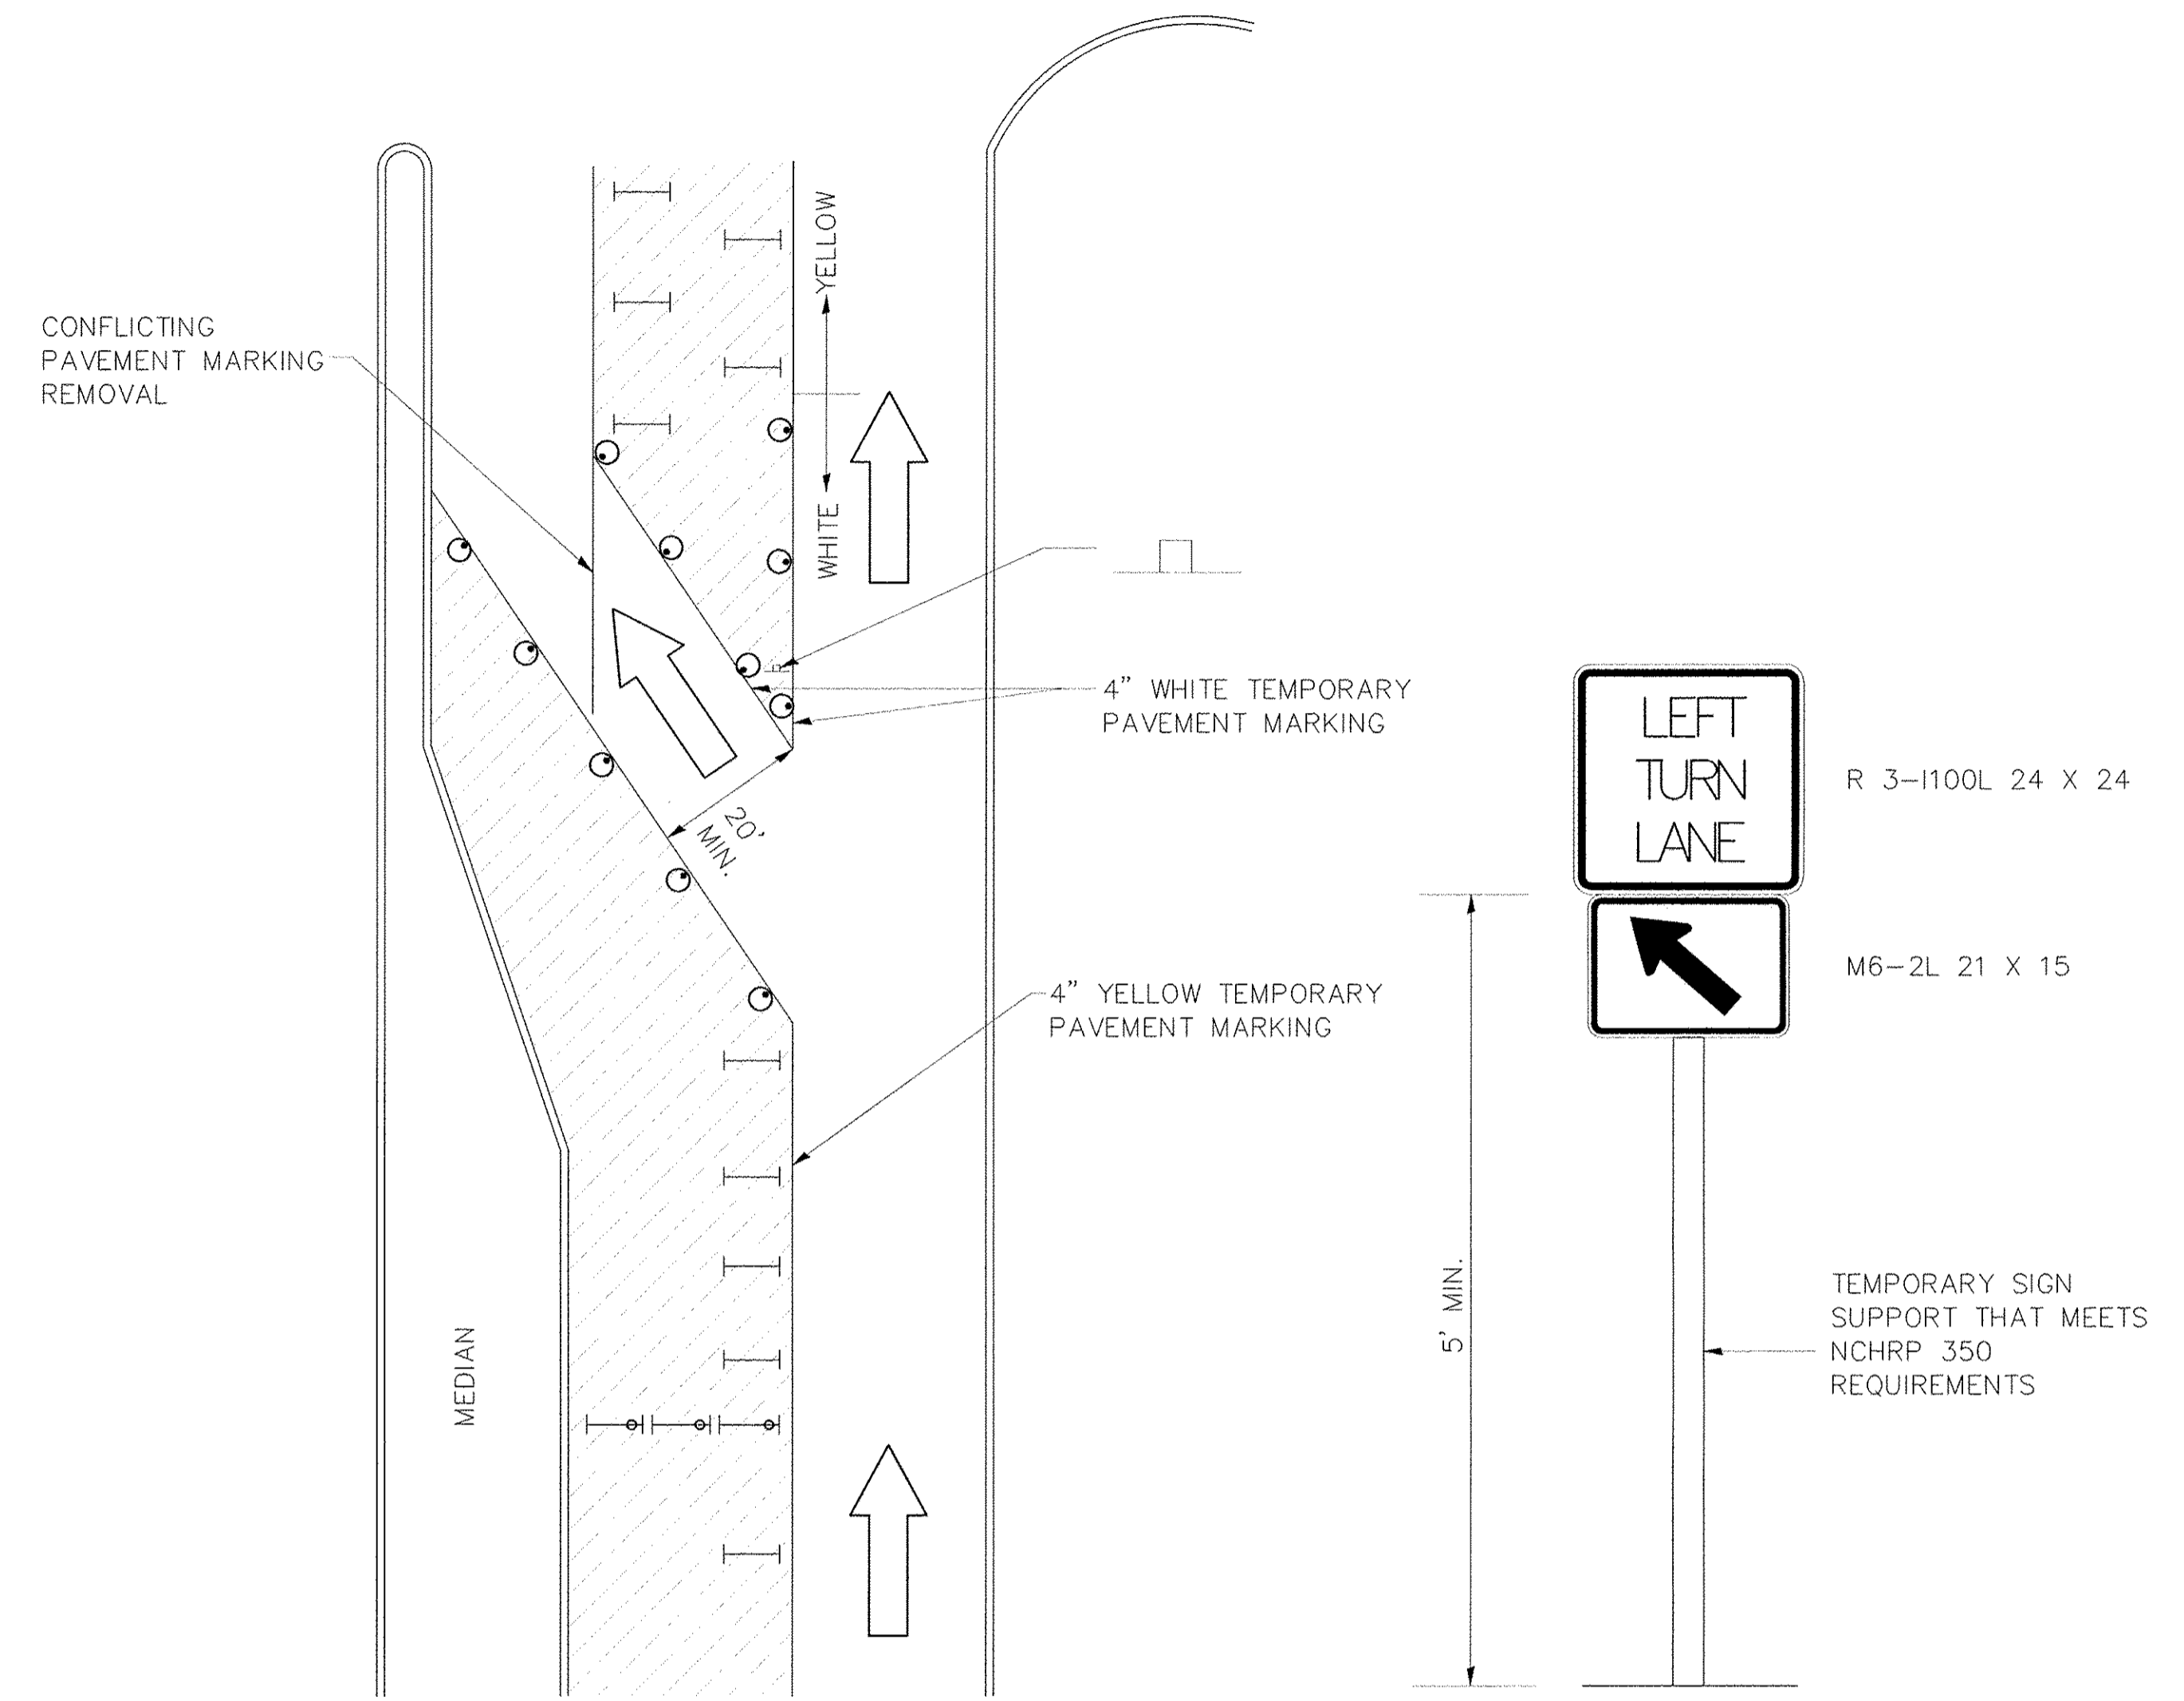 CONFLICTING
PAVEMENT MARKING
REMOVAL
YELLOW
WHITE
4” WHITE TEMPORARY
PAVEMENT MARKING
20'
MIN.
4” YELLOW TEMPORARY
PAVEMENT MARKING
MEDIAN
LEFT
TURN
LANE
R 3-I100L 24 X 24
M6-2L 21 X 15
5' MIN.
TEMPORARY SIGN
SUPPORT THAT MEETS
NCHRP 350
REQUIREMENTS